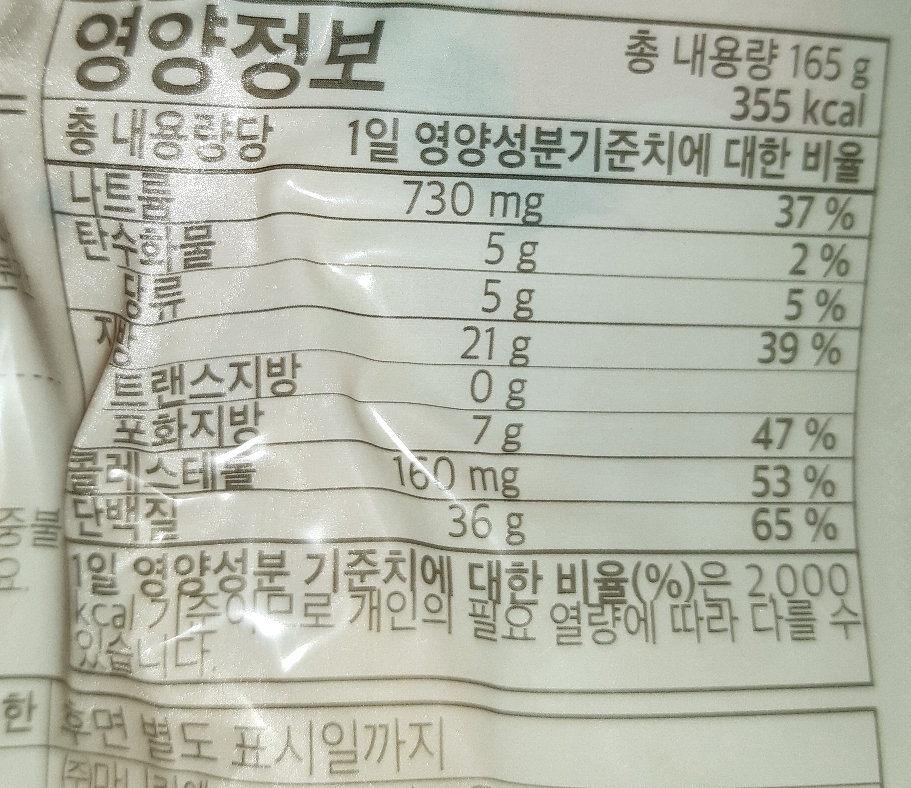 영양정보
총 내용량 165 g
355 kcal
총 내용량당 1일 영양성분기준치에 대한 비율
나트륨 730 mg 37 %
탄수화물 5 g 2 %
당류 5 g 5 %
지방 21 g 39 %
트랜스지방 0 g
포화지방 7 g 47 %
콜레스테롤 160 mg 53 %
단백질 36 g 65 %
1일 영양성분 기준치에 대한 비율(%)은 2,000
kcal 기준이므로 개인의 필요 열량에 따라 다를 수
있습니다.
중불
요.
한 후면 별도 표시일까지